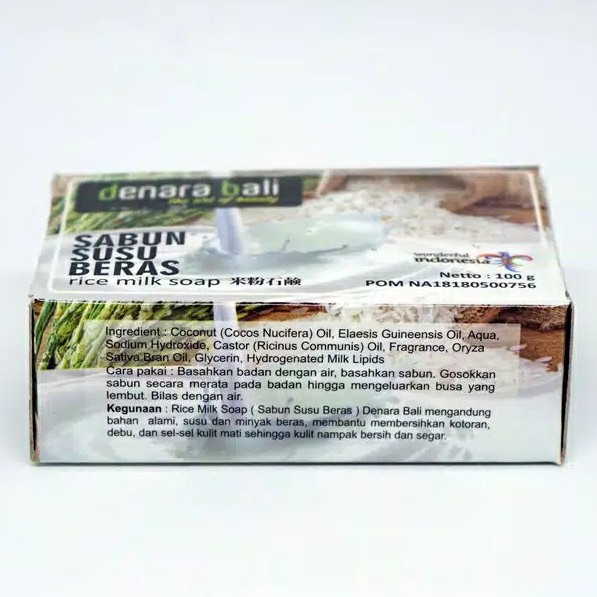 denara bali
the art of beauty
SABUN
SUSU
BERAS
rice milk soap 米粉石鹸
wonderful
indonesia
Netto : 100 g
POM NA18180500756
Ingredient : Coconut (Cocos Nucifera) Oil, Elaesis Guineensis Oil, Aqua,
Sodium Hydroxide, Castor (Ricinus Communis) Oil, Fragrance, Oryza
Sativa Bran Oil, Glycerin, Hydrogenated Milk Lipids
Cara pakai : Basahkan badan dengan air, basahkan sabun. Gosokkan
sabun secara merata pada badan hingga mengeluarkan busa yang
lembut. Bilas dengan air.
Kegunaan : Rice Milk Soap ( Sabun Susu Beras ) Denara Bali mengandung
bahan alami, susu dan minyak beras, membantu membersihkan kotoran,
debu, dan sel-sel kulit mati sehingga kulit nampak bersih dan segar.